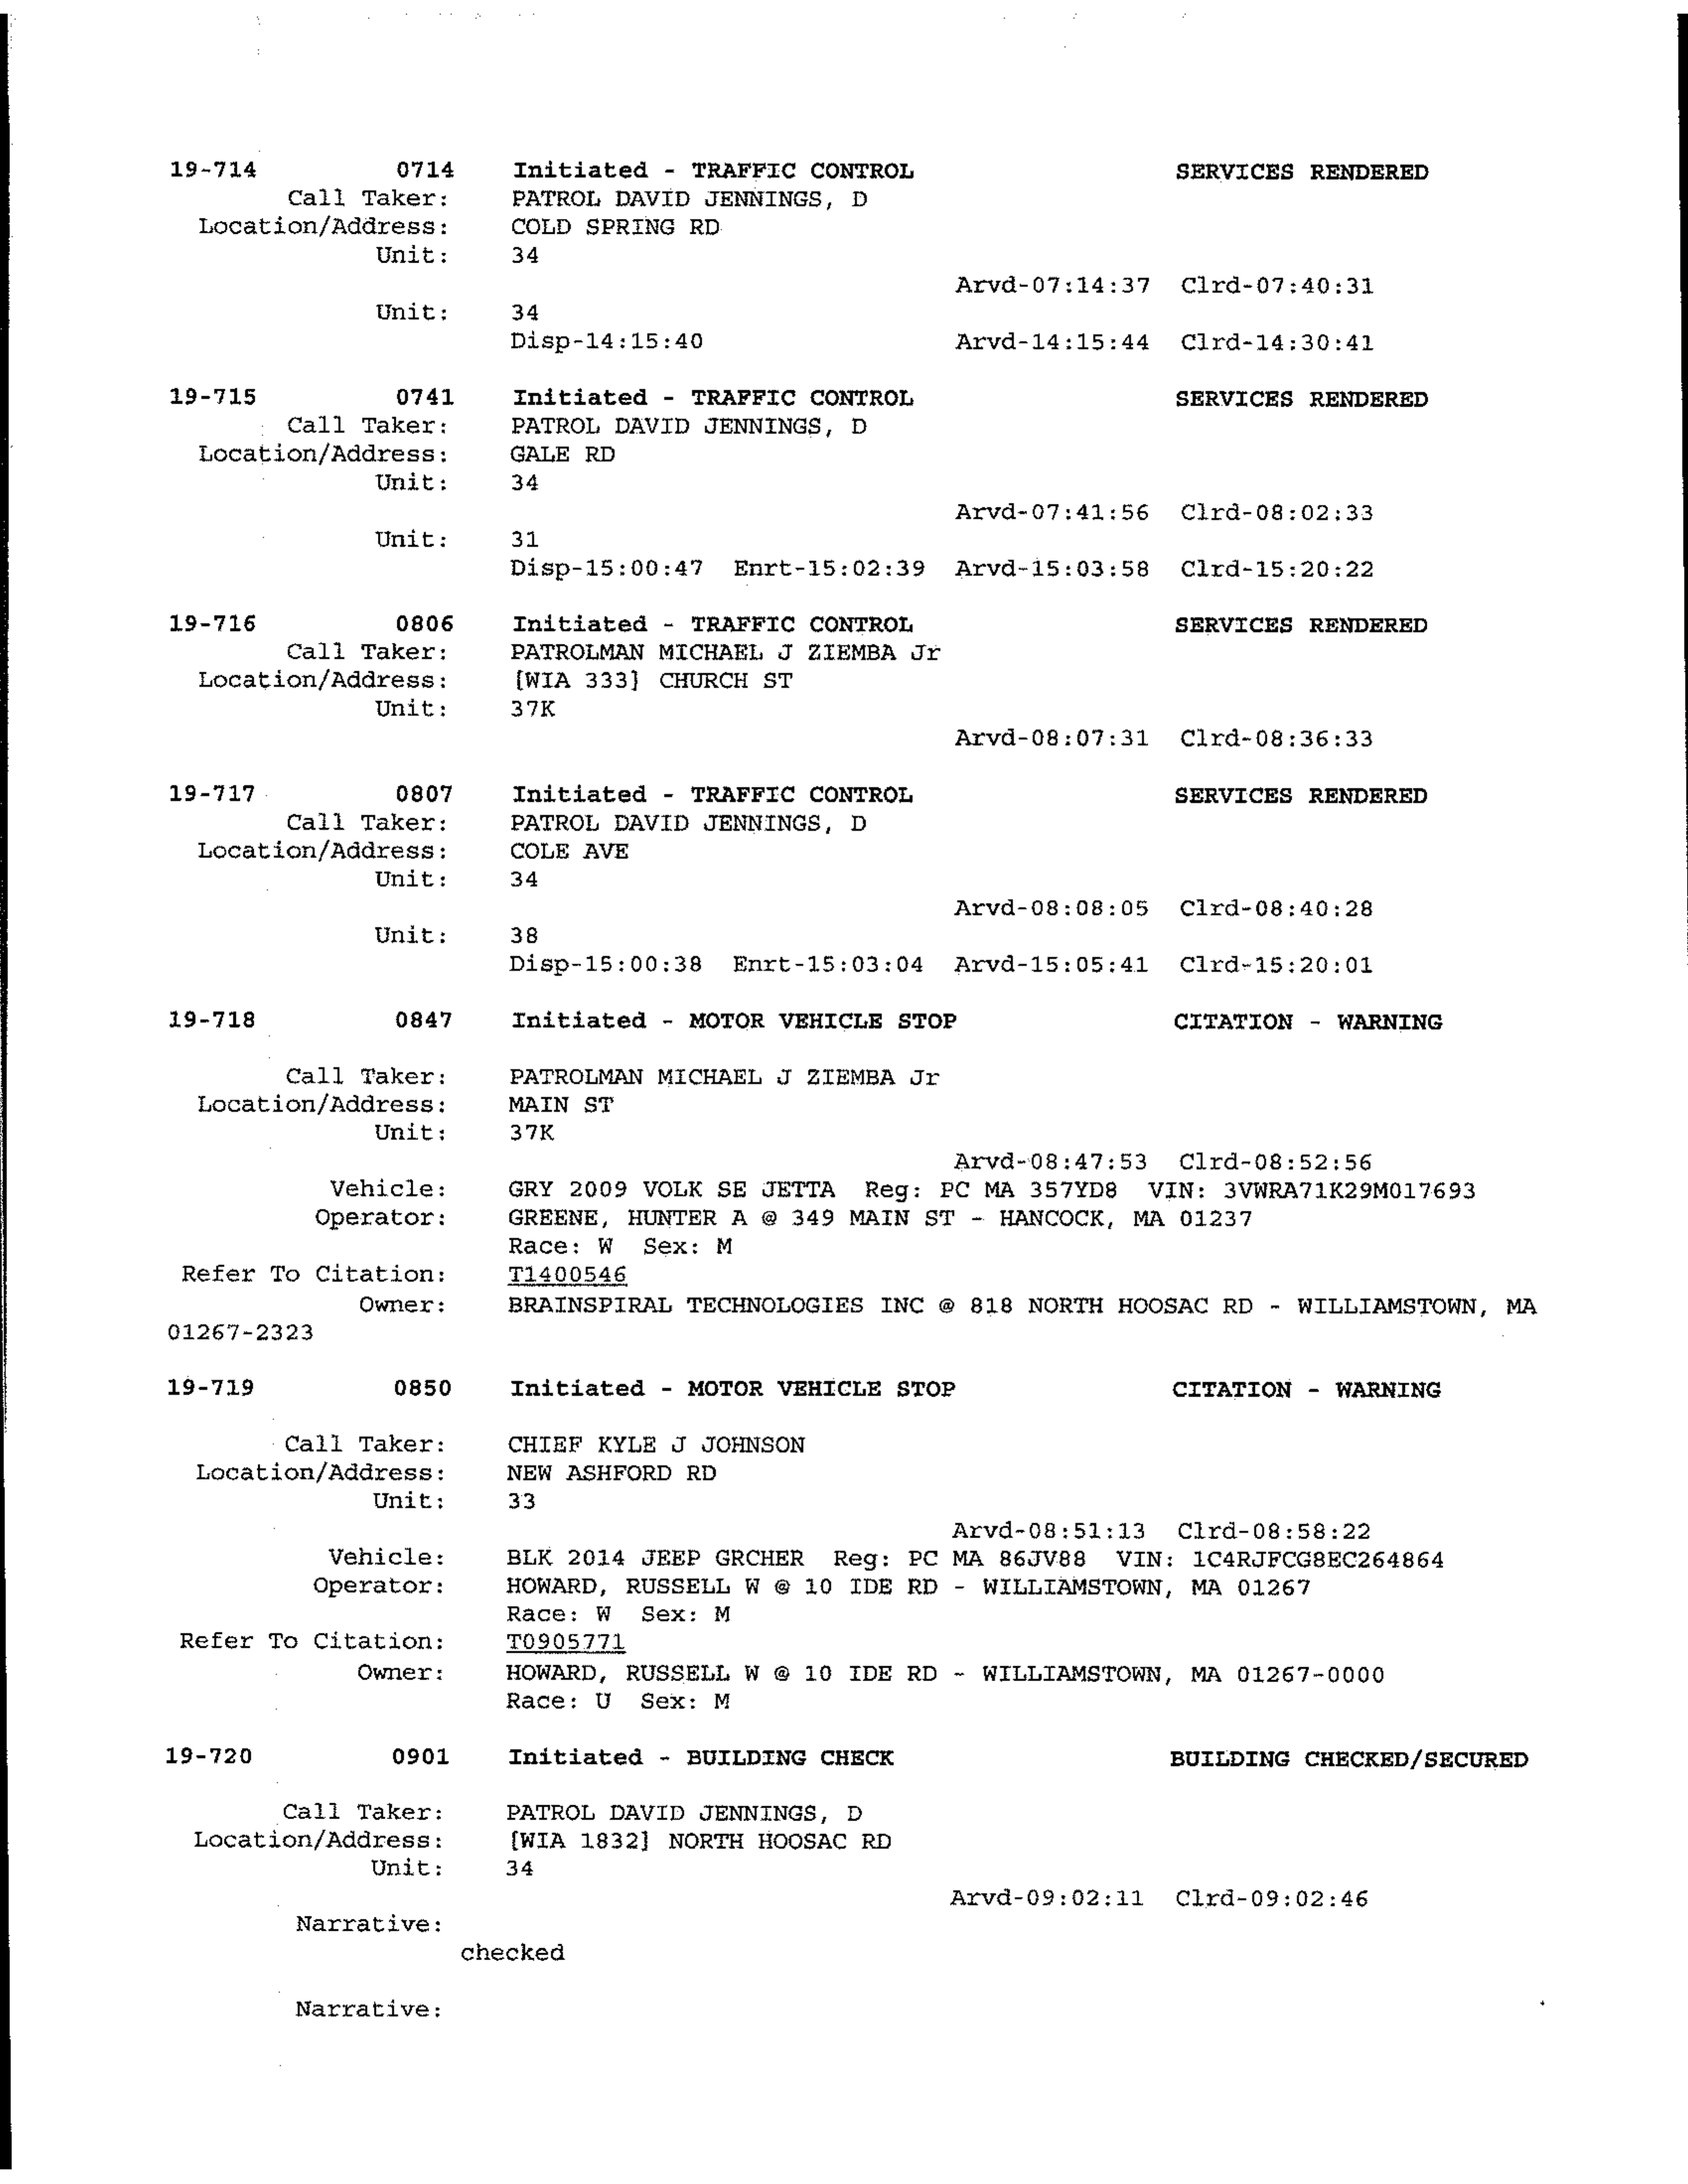 19-714 0714 Initiated - TRAFFIC CONTROL SERVICES RENDERED
Call Taker: PATROL DAVID JENNINGS, D
Location/Address: COLD SPRING RD
Unit: 34
Arvd-07:14:37 Clrd-07:40:31
Unit: 34
Disp-14:15:40 Arvd-14:15:44 Clrd-14:30:41
19-715 0741 Initiated - TRAFFIC CONTROL SERVICES RENDERED
Call Taker: PATROL DAVID JENNINGS, D
Location/Address: GALE RD
Unit: 34
Arvd-07:41:56 Clrd-08:02:33
Unit: 31
Disp-15:00:47 Enrt-15:02:39 Arvd-15:03:58 Clrd-15:20:22
19-716 0806 Initiated - TRAFFIC CONTROL SERVICES RENDERED
Call Taker: PATROLMAN MICHAEL J ZIEMBA Jr
Location/Address: [WIA 333] CHURCH ST
Unit: 37K
Arvd-08:07:31 Clrd-08:36:33
19-717 0807 Initiated - TRAFFIC CONTROL SERVICES RENDERED
Call Taker: PATROL DAVID JENNINGS, D
Location/Address: COLE AVE
Unit: 34
Arvd-08:08:05 Clrd-08:40:28
Unit: 38
Disp-15:00:38 Enrt-15:03:04 Arvd-15:05:41 Clrd-15:20:01
19-718 0847 Initiated - MOTOR VEHICLE STOP CITATION - WARNING
Call Taker: PATROLMAN MICHAEL J ZIEMBA Jr
Location/Address: MAIN ST
Unit: 37K
Arvd-08:47:53 Clrd-08:52:56
Vehicle: GRY 2009 VOLK SE JETTA Reg: PC MA 357YD8 VIN: 3VWRA71K29M017693
Operator: GREENE, HUNTER A @ 349 MAIN ST - HANCOCK, MA 01237
Race: W Sex: M
Refer To Citation: T1400546
Owner: BRAINSPIRAL TECHNOLOGIES INC @ 818 NORTH HOOSAC RD - WILLIAMSTOWN, MA
01267-2323
19-719 0850 Initiated - MOTOR VEHICLE STOP CITATION - WARNING
Call Taker: CHIEF KYLE J JOHNSON
Location/Address: NEW ASHFORD RD
Unit: 33
Arvd-08:51:13 Clrd-08:58:22
Vehicle: BLK 2014 JEEP GRCHER Reg: PC MA 86JV88 VIN: 1C4RJFCG8EC264864
Operator: HOWARD, RUSSELL W @ 10 IDE RD - WILLIAMSTOWN, MA 01267
Race: W Sex: M
Refer To Citation: T0905771
Owner: HOWARD, RUSSELL W @ 10 IDE RD - WILLIAMSTOWN, MA 01267-0000
Race: U Sex: M
19-720 0901 Initiated - BUILDING CHECK BUILDING CHECKED/SECURED
Call Taker: PATROL DAVID JENNINGS, D
Location/Address: [WIA 1832] NORTH HOOSAC RD
Unit: 34
Arvd-09:02:11 Clrd-09:02:46
Narrative:
checked
Narrative: